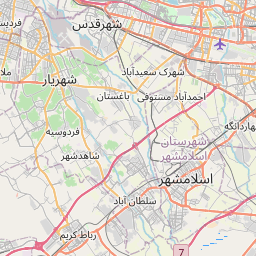 فردیس
شهرقدس
ملا
شهریار
شهرک سعیدآباد
باغستان
احمدآباد مستوفی
فردوسیه
چهاردانگه
شهرستان
اسلامشهر
شاهدشهر
اسلامشهر
سلطان آباد
رباط کریم
7